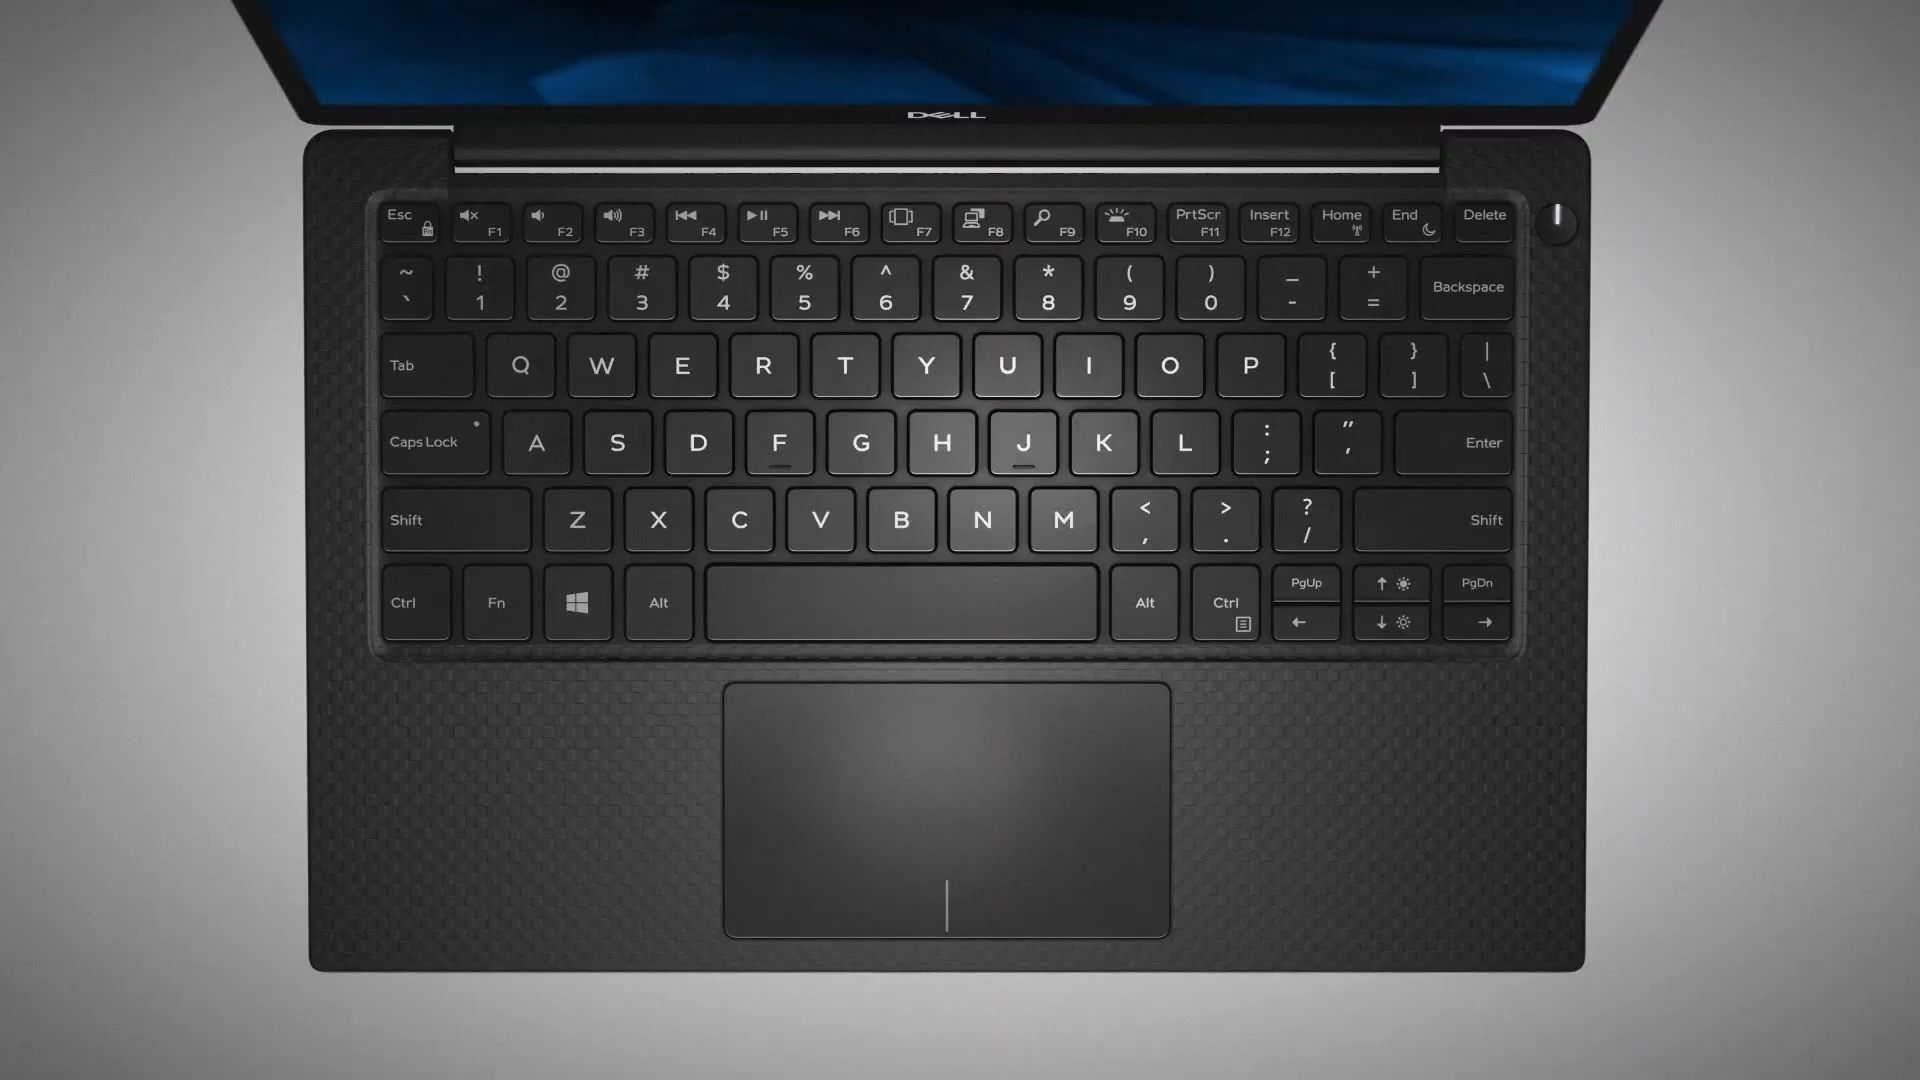 DELL
Esc F1 F2 F3 F4 F5 F6 F7 F8 F9 F10 PrtScr F11 Insert F12 Home End Delete
~ ` ! 1 @ 2 # 3 $ 4 % 5 ^ 6 & 7 * 8 ( 9 ) 0 _ - + = Backspace
Tab Q W E R T Y U I O P { [ } ] | \
Caps Lock A S D F G H J K L : ; " ' Enter
Shift Z X C V B N M < , > . ? / Shift
Ctrl Fn Alt Alt Ctrl PgUp ← ↑ ↓ PgDn →